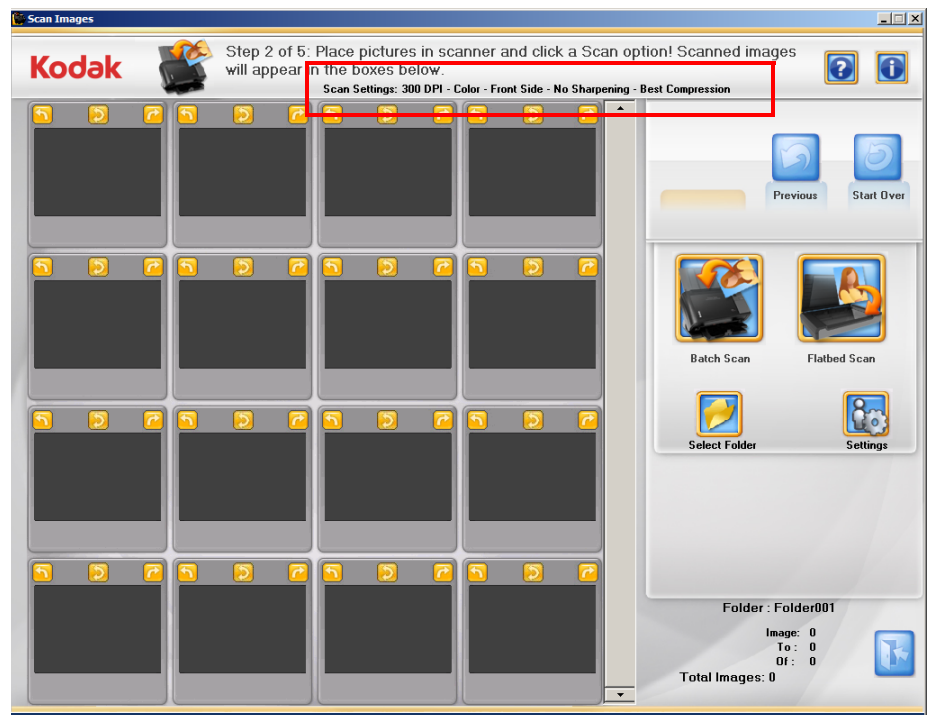 Scan Images
Kodak
Step 2 of 5: Place pictures in scanner and click a Scan option! Scanned images
will appear in the boxes below.
Scan Settings: 300 DPI - Color - Front Side - No Sharpening - Best Compression
?
i
Previous
Start Over
Batch Scan
Flatbed Scan
Select Folder
Settings
Folder : Folder001
Image: 0
To : 0
Of : 0
Total Images: 0